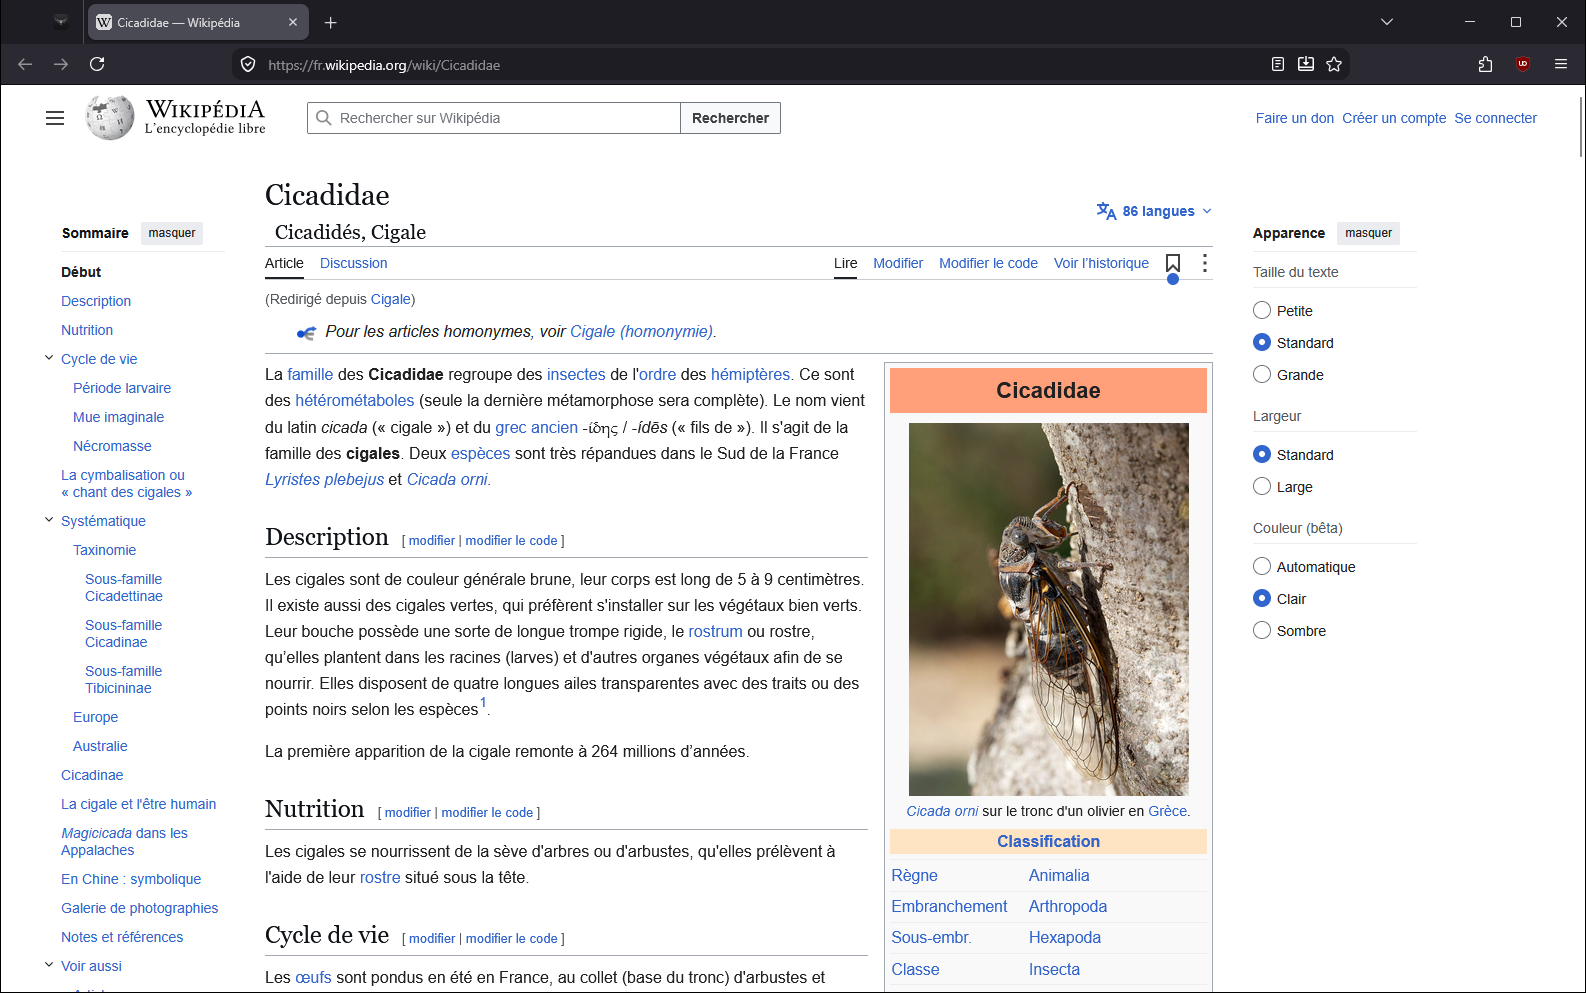 Cicadidae — Wikipédia
https://fr.wikipedia.org/wiki/Cicadidae
WIKIPÉDIA
L'encyclopédie libre
Rechercher sur Wikipédia
Rechercher
Faire un don Créer un compte Se connecter
Sommaire masquer
Début
Description
Nutrition
Cycle de vie
Période larvaire
Mue imaginale
Nécromasse
La cymbalisation ou
« chant des cigales »
Systématique
Taxinomie
Sous-famille
Cicadettinae
Sous-famille
Cicadinae
Sous-famille
Tibicininae
Europe
Australie
Cicadinae
La cigale et l'être humain
Magicicada dans les
Appalaches
En Chine : symbolique
Galerie de photographies
Notes et références
Voir aussi
Cicadidae
86 langues
Cicadidés, Cigale
Article Discussion
Lire Modifier Modifier le code Voir l’historique
(Redirigé depuis Cigale)
Pour les articles homonymes, voir Cigale (homonymie).
La famille des Cicadidae regroupe des insectes de l'ordre des hémiptères. Ce sont
des hétérométaboles (seule la dernière métamorphose sera complète). Le nom vient
du latin cicada (« cigale ») et du grec ancien -ίδης / -ídēs (« fils de »). Il s'agit de la
famille des cigales. Deux espèces sont très répandues dans le Sud de la France
Lyristes plebejus et Cicada orni.
Description [ modifier | modifier le code ]
Les cigales sont de couleur générale brune, leur corps est long de 5 à 9 centimètres.
Il existe aussi des cigales vertes, qui préfèrent s'installer sur les végétaux bien verts.
Leur bouche possède une sorte de longue trompe rigide, le rostrum ou rostre,
qu’elles plantent dans les racines (larves) et d'autres organes végétaux afin de se
nourrir. Elles disposent de quatre longues ailes transparentes avec des traits ou des
points noirs selon les espèces1.
La première apparition de la cigale remonte à 264 millions d’années.
Nutrition [ modifier | modifier le code ]
Les cigales se nourrissent de la sève d'arbres ou d'arbustes, qu'elles prélèvent à
l'aide de leur rostre situé sous la tête.
Cycle de vie [ modifier | modifier le code ]
Les œufs sont pondus en été en France, au collet (base du tronc) d'arbustes et
Cicadidae
Cicada orni sur le tronc d'un olivier en Grèce.
Classification
Règne Animalia
Embranchement Arthropoda
Sous-embr. Hexapoda
Classe Insecta
Apparence masquer
Taille du texte
Petite
Standard
Grande
Largeur
Standard
Large
Couleur (bêta)
Automatique
Clair
Sombre